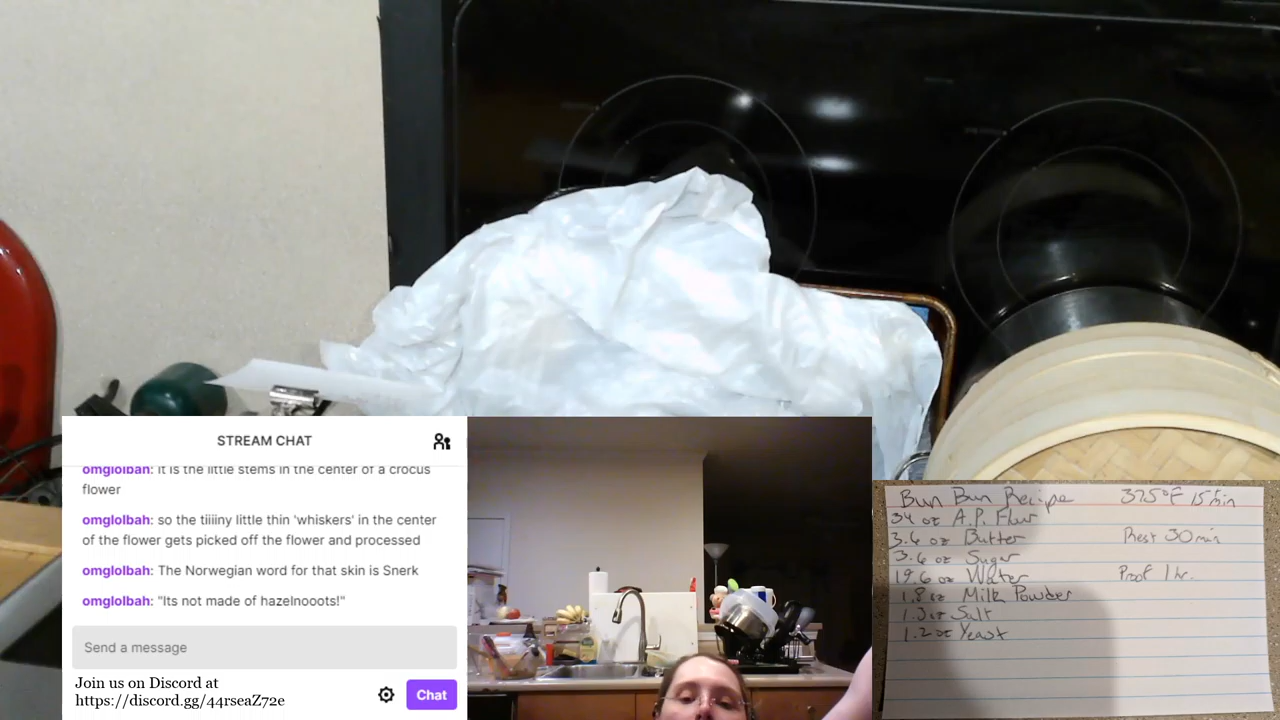 STREAM CHAT
omglolbah: it is the little stems in the center of a crocus
flower
omglolbah: so the tiiiiny little thin 'whiskers' in the center
of the flower gets picked off the flower and processed
omglolbah: The Norwegian word for that skin is Snerk
omglolbah: "Its not made of hazelnooots!"
Send a message
Join us on Discord at
https://discord.gg/44rseaZ72e
Chat
Bun Bun Recipe 375°F 15 min
34 oz A.P. Flour
3.6 oz Butter Rest 30 min
3.6 oz Sugar
19.6 oz Water Proof 1 hr.
1.8 oz Milk Powder
1.3 oz Salt
1.2 oz Yeast